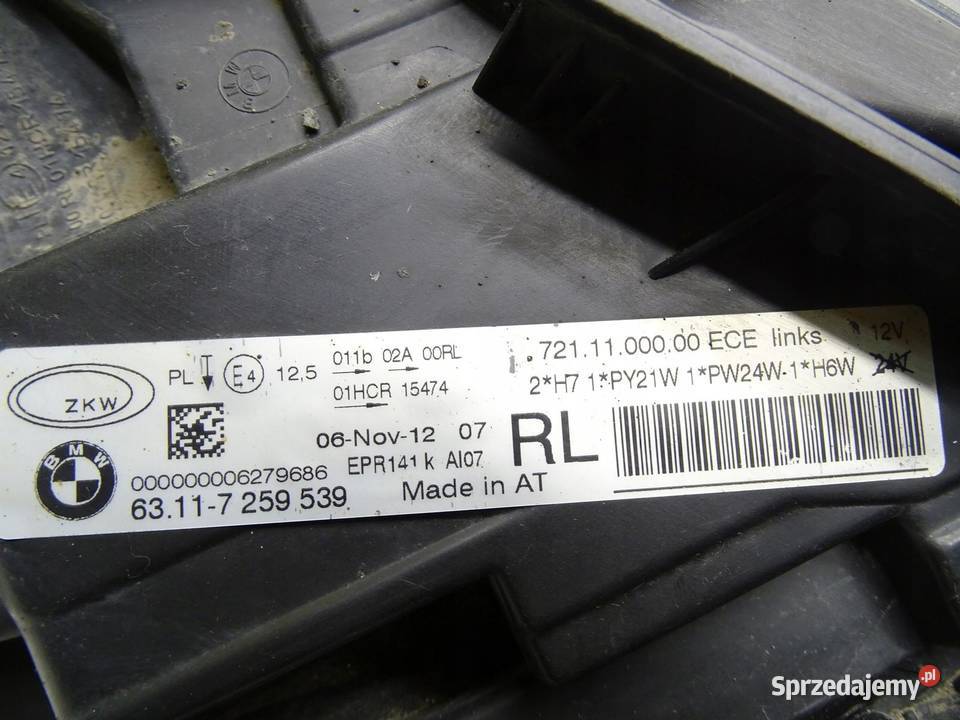 BMW
721.11.000.00 ECE links 12V
2*H7 1*PY21W 1*PW24W 1*H6W 24V
ZKW
PL E4 12,5
011b 02A 00RL
01HCR 15474
06-Nov-12 07
EPR141 k AI07
RL
BMW
000000006279686
63.11-7 259 539
Made in AT
Sprzedajemy.pl